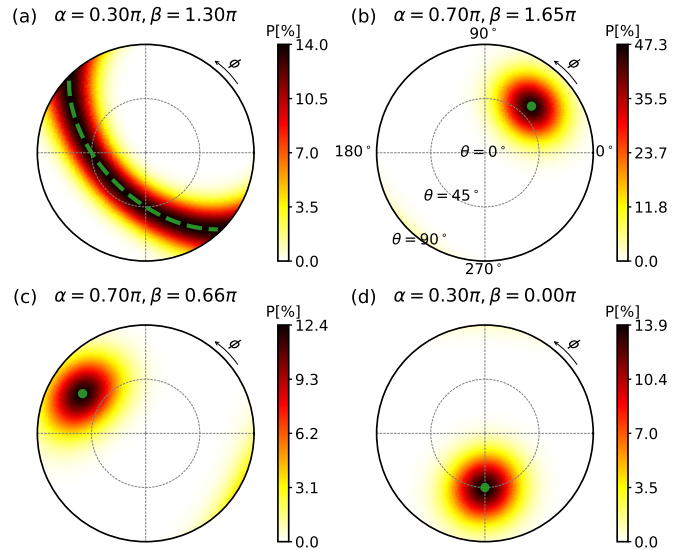 (a) α = 0.30π, β = 1.30π
P[%]
14.0
10.5
7.0
3.5
0.0
⌀
(b) α = 0.70π, β = 1.65π
90°
P[%]
47.3
35.5
23.7
11.8
0.0
⌀
180°
θ = 0°
0°
θ = 45°
θ = 90°
270°
(c) α = 0.70π, β = 0.66π
P[%]
12.4
9.3
6.2
3.1
0.0
⌀
(d) α = 0.30π, β = 0.00π
P[%]
13.9
10.4
7.0
3.5
0.0
⌀